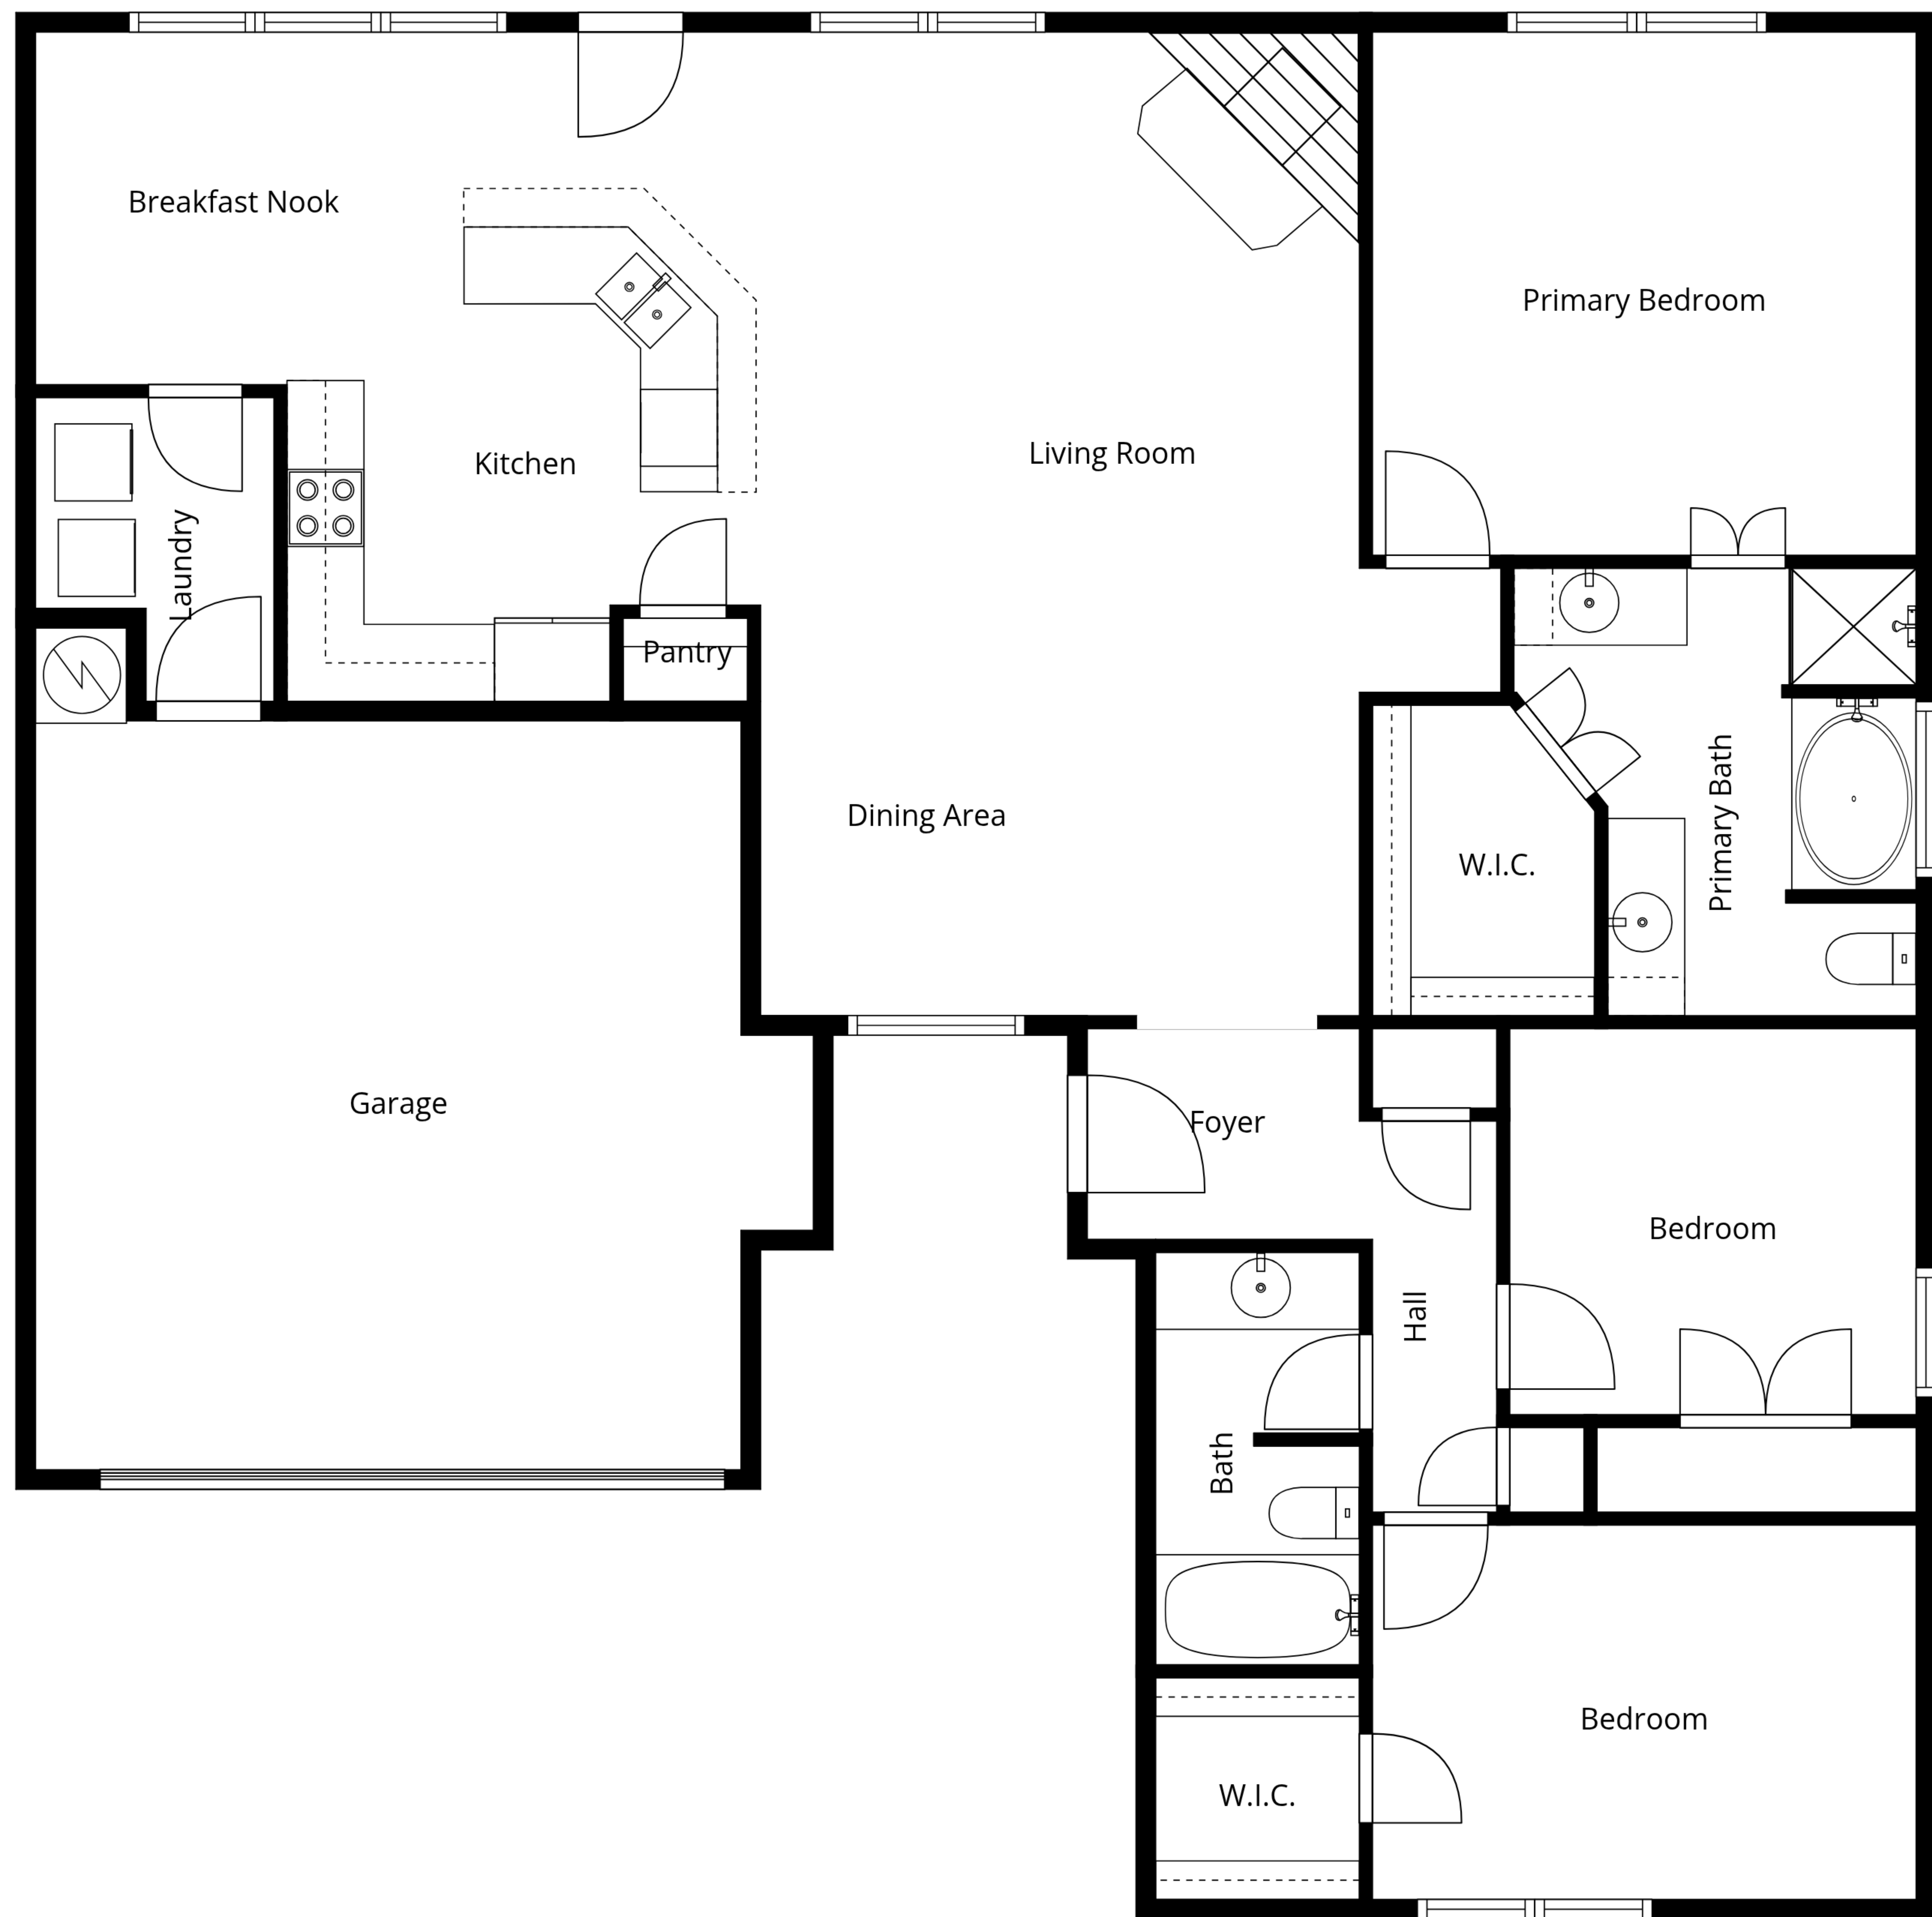 Breakfast Nook
Primary Bedroom
Living Room
Kitchen
Laundry
Pantry
Dining Area
Primary Bath
W.I.C.
Garage
Foyer
Bedroom
Hall
Bath
Bedroom
W.I.C.